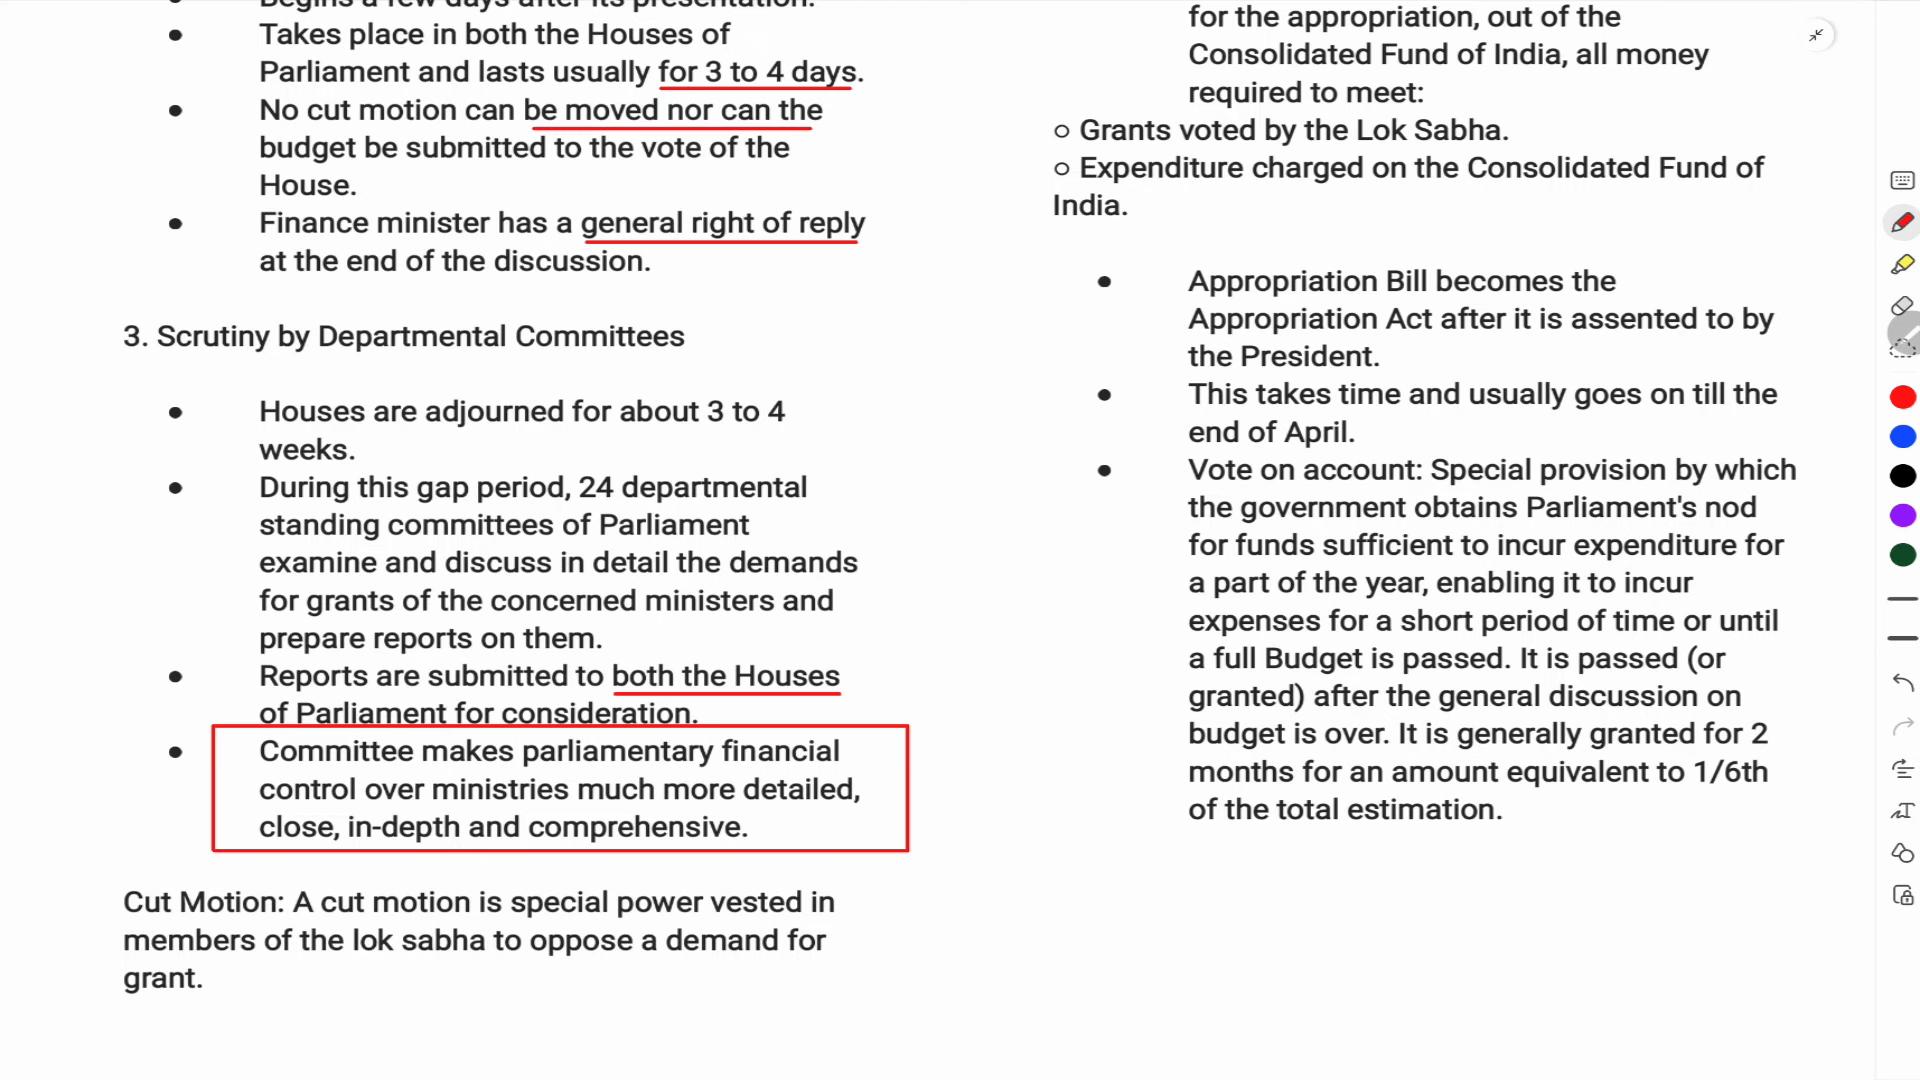 Begins a few days after its presentation.
Takes place in both the Houses of
Parliament and lasts usually for 3 to 4 days.
No cut motion can be moved nor can the
budget be submitted to the vote of the
House.
Finance minister has a general right of reply
at the end of the discussion.
3. Scrutiny by Departmental Committees
Houses are adjourned for about 3 to 4
weeks.
During this gap period, 24 departmental
standing committees of Parliament
examine and discuss in detail the demands
for grants of the concerned ministers and
prepare reports on them.
Reports are submitted to both the Houses
of Parliament for consideration.
Committee makes parliamentary financial
control over ministries much more detailed,
close, in-depth and comprehensive.
Cut Motion: A cut motion is special power vested in
members of the lok sabha to oppose a demand for
grant.
for the appropriation, out of the
Consolidated Fund of India, all money
required to meet:
○ Grants voted by the Lok Sabha.
○ Expenditure charged on the Consolidated Fund of
India.
Appropriation Bill becomes the
Appropriation Act after it is assented to by
the President.
This takes time and usually goes on till the
end of April.
Vote on account: Special provision by which
the government obtains Parliament's nod
for funds sufficient to incur expenditure for
a part of the year, enabling it to incur
expenses for a short period of time or until
a full Budget is passed. It is passed (or
granted) after the general discussion on
budget is over. It is generally granted for 2
months for an amount equivalent to 1/6th
of the total estimation.